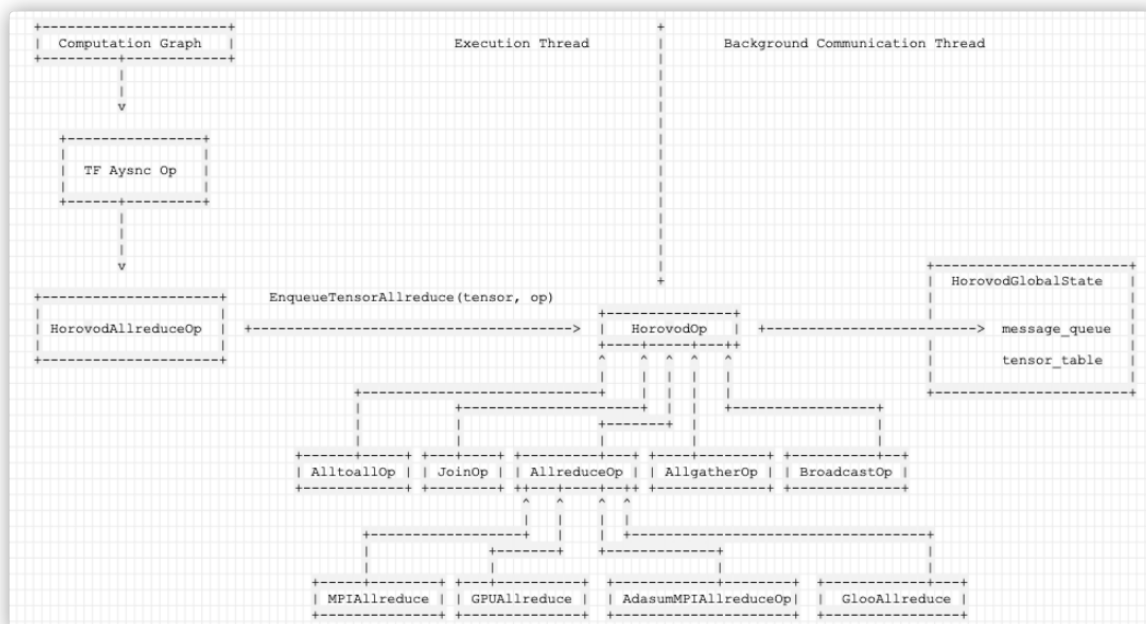 Computation Graph
Execution Thread
Background Communication Thread
TF Aysnc Op
HorovodGlobalState
EnqueueTensorAllreduce(tensor, op)
HorovodAllreduceOp
HorovodOp
message_queue
tensor_table
AlltoallOp
JoinOp
AllreduceOp
AllgatherOp
BroadcastOp
MPIAllreduce
GPUAllreduce
AdasumMPIAllreduceOp
GlooAllreduce